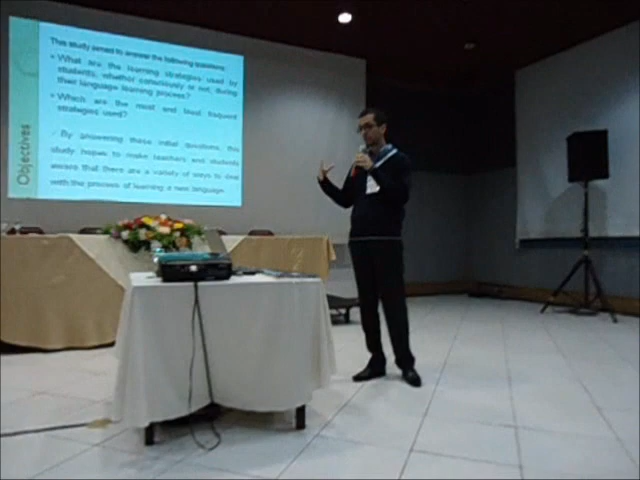 This study aimed to answer the following questions:
What are the learning strategies used by
students, whether consciously or not, during
their language learning process?
Which are the most and least frequent
strategies used?
By answering these initial questions, this
study hopes to make teachers and students
aware that there are a variety of ways to
with the process of learning a new language.
Objectives